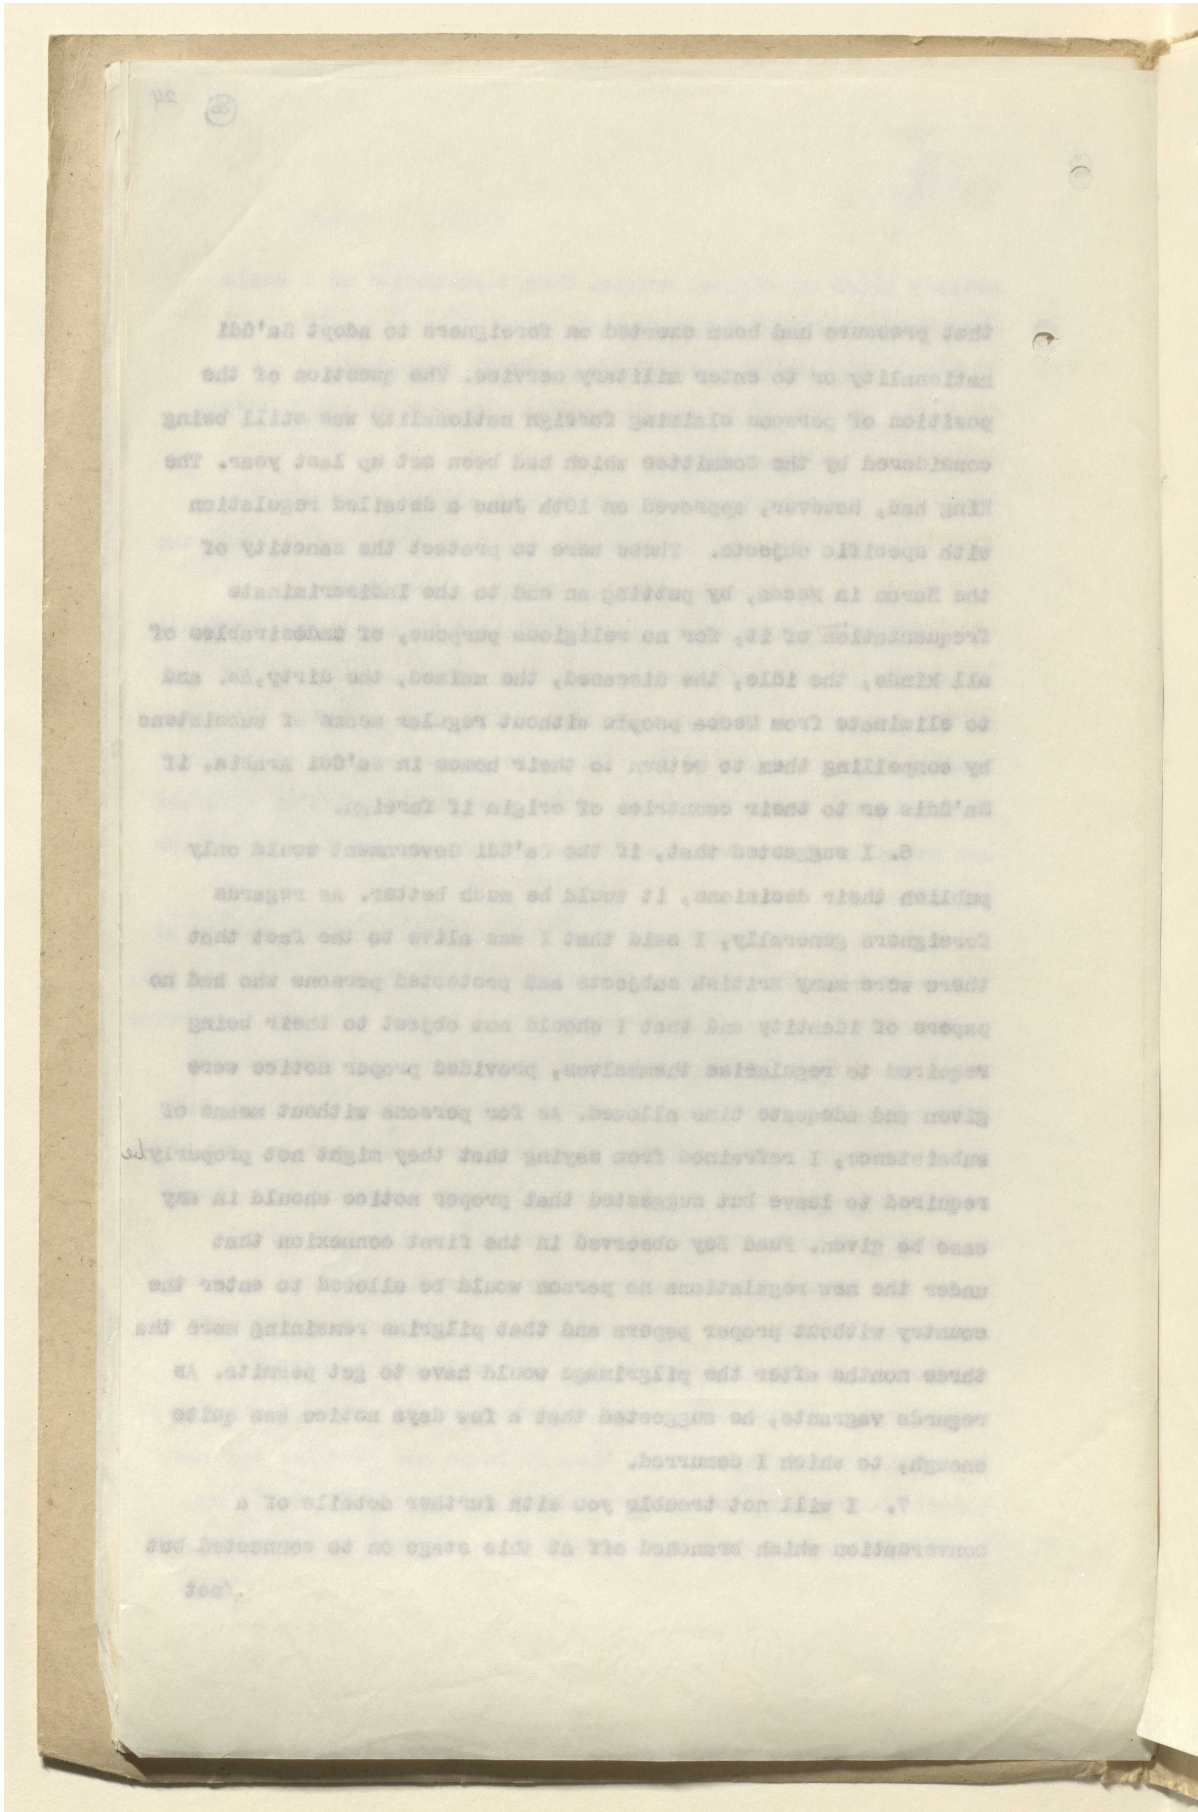 24
that pressure had been exerted on foreigners to adopt Sa'ûdi
nationality or to enter military service. The question of the
position of persons claiming foreign nationality was still being
considered by the Committee which had been set up last year. The
King had, however, approved on 10th June a detailed regulation
with specific objects. These were to protect the sanctity of
the Haram in Mecca, by putting an end to the indiscriminate
frequentation of it, for no religious purpose, of undesirables of
all kinds, the idle, the diseased, the maimed, the dirty,&c. and
to eliminate from Mecca people without regular means of subsistenc
by compelling them to return to their homes in Sa'ûdi Arabia, if
Sa'ûdis or to their countries of origin if foreign.
6. I suggested that, if the Sa'ûdi Government would only
publish their decisions, it would be much better. As regards
foreigners generally, I said that I was alive to the fact that
there were many British subjects and protected persons who had no
papers of identity and that I should not object to their being
required to regularise themselves, provided proper notice were
given and adequate time allowed. As for persons without means of
subsistence, I refrained from saying that they might not properly be
required to leave but suggested that proper notice should in any
case be given. Fuad Bey observed in the first connexion that
under the new regulations no person would be allowed to enter the
country without proper papers and that pilgrims remaining more tha
three months after the pilgrimage would have to get permits. As
regards vagrants, he suggested that a few days notice was quite
enough, to which I demurred.
7. I will not trouble you with further details of a
conversation which branched off at this stage on to connected but
/not